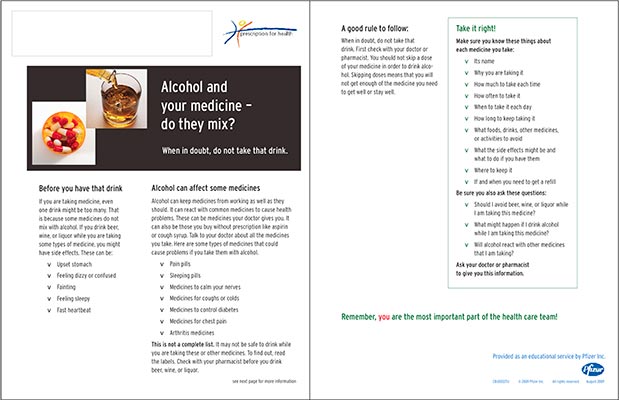 prescription for health
Alcohol and
your medicine –
do they mix?
When in doubt, do not take that drink.
Before you have that drink
If you are taking medicine, even
one drink might be too many. That
is because some medicines do not
mix with alcohol. If you drink beer,
wine, or liquor while you are taking
some types of medicine, you might
have side effects. These can be:
v Upset stomach
v Feeling dizzy or confused
v Fainting
v Feeling sleepy
v Fast heartbeat
Alcohol can affect some medicines
Alcohol can keep medicines from working as well as they
should. It can react with common medicines to cause health
problems. These can be medicines your doctor gives you. It can
also be those you buy without prescription like aspirin
or cough syrup. Talk to your doctor about all the medicines
you take. Here are some types of medicines that could
cause problems if you take them with alcohol.
v Pain pills
v Sleeping pills
v Medicines to calm your nerves
v Medicines for coughs or colds
v Medicines to control diabetes
v Medicines for chest pain
v Arthritis medicines
This is not a complete list. It may not be safe to drink while
you are taking these or other medicines. To find out, read
the labels. Check with your pharmacist before you drink
beer, wine, or liquor.
see next page for more information
A good rule to follow:
When in doubt, do not take that
drink. First check with your doctor or
pharmacist. You should not skip a dose
of your medicine in order to drink alco-
hol. Skipping doses means that you will
not get enough of the medicine you need
to get well or stay well.
Take it right!
Make sure you know these things about
each medicine you take:
v Its name
v Why you are taking it
v How much to take each time
v How often to take it
v When to take it each day
v How long to keep taking it
v What foods, drinks, other medicines,
or activities to avoid
v What the side effects might be and
what to do if you have them
v Where to keep it
v If and when you need to get a refill
Be sure you also ask these questions:
v Should I avoid beer, wine, or liquor while
I am taking this medicine?
v What might happen if I drink alcohol
while I am taking this medicine?
v Will alcohol react with other medicines
that I am taking?
Ask your doctor or pharmacist
to give you this information.
Remember, you are the most important part of the health care team!
Provided as an educational service by Pfizer Inc.
Pfizer
Pfizer Inc. All rights reserved. August 2009